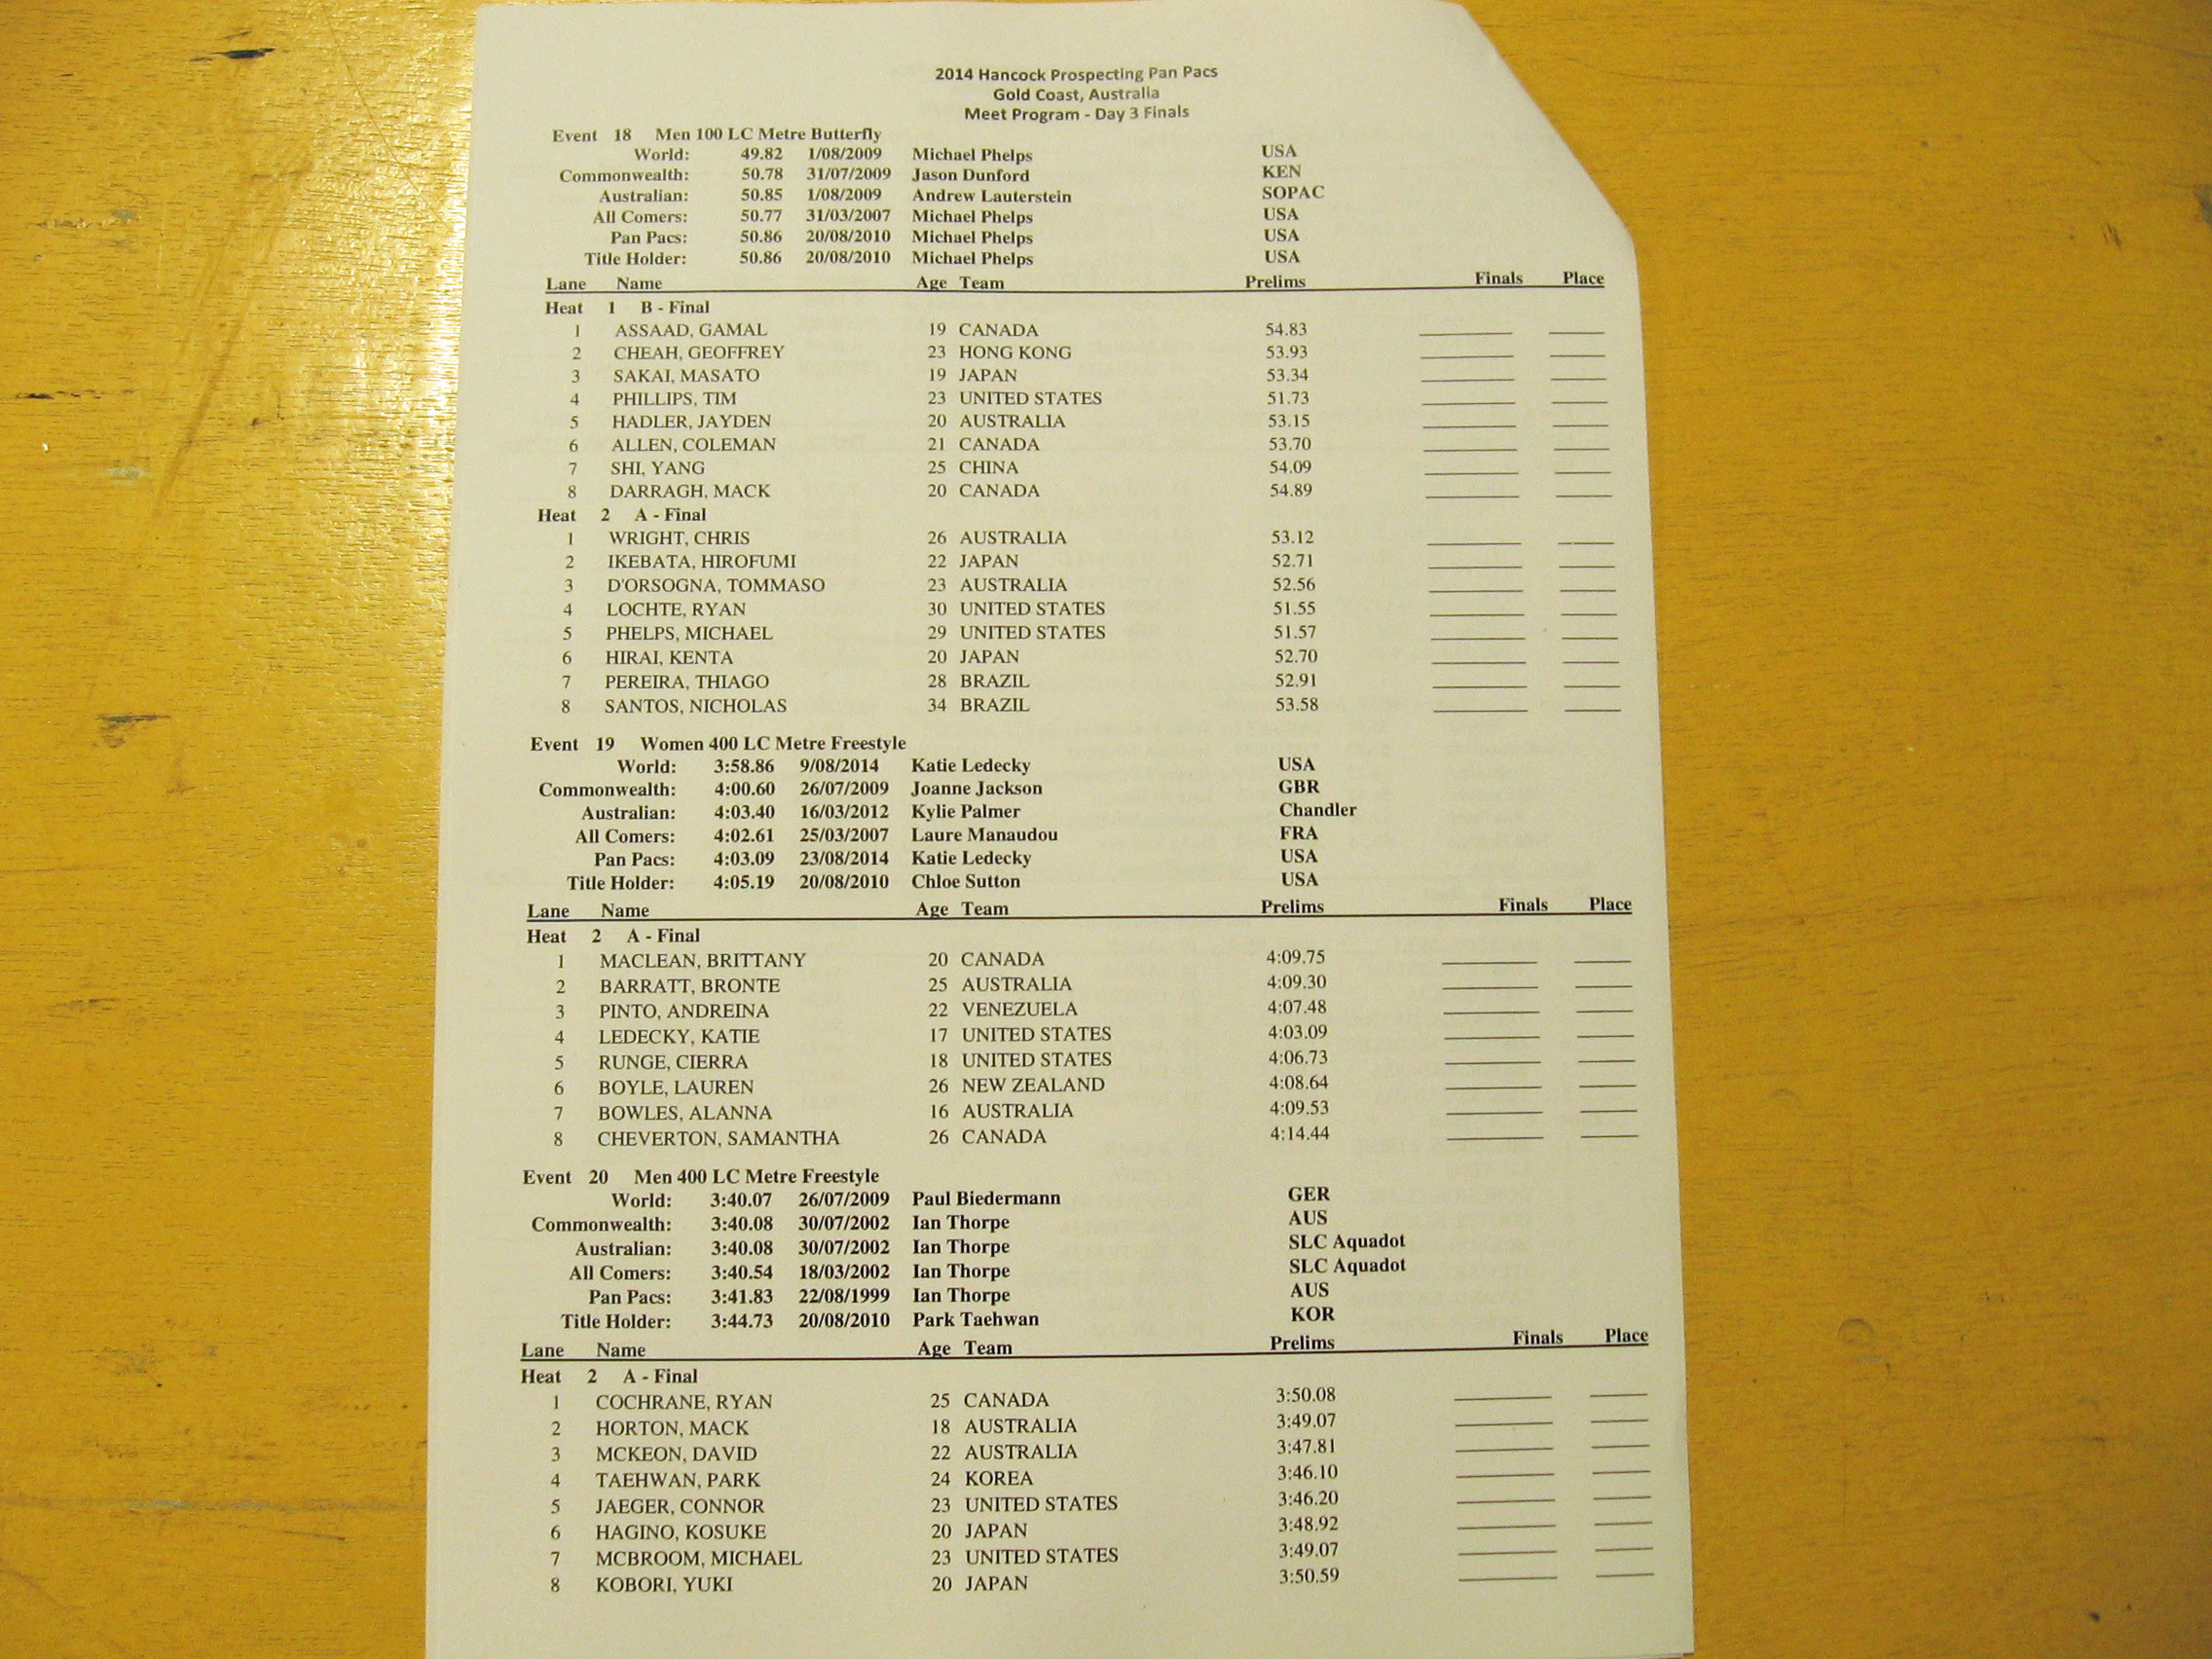 2014 Hancock Prospecting Pan Pacs
Gold Coast, Australia
Meet Program - Day 3 Finals
Event 18 Men 100 LC Metre Butterfly
World: 49.82 1/08/2009 Michael Phelps USA
Commonwealth: 50.78 31/07/2009 Jason Dunford KEN
Australian: 50.85 1/08/2009 Andrew Lauterstein SOPAC
All Comers: 50.77 31/03/2007 Michael Phelps USA
Pan Pacs: 50.86 20/08/2010 Michael Phelps USA
Title Holder: 50.86 20/08/2010 Michael Phelps USA
Lane Name Age Team Prelims Finals Place
Heat 1 B - Final
1 ASSAAD, GAMAL 19 CANADA 54.83
2 CHEAH, GEOFFREY 23 HONG KONG 53.93
3 SAKAI, MASATO 19 JAPAN 53.34
4 PHILLIPS, TIM 23 UNITED STATES 51.73
5 HADLER, JAYDEN 20 AUSTRALIA 53.15
6 ALLEN, COLEMAN 21 CANADA 53.70
7 SHI, YANG 25 CHINA 54.09
8 DARRAGH, MACK 20 CANADA 54.89
Heat 2 A - Final
1 WRIGHT, CHRIS 26 AUSTRALIA 53.12
2 IKEBATA, HIROFUMI 22 JAPAN 52.71
3 D'ORSOGNA, TOMMASO 23 AUSTRALIA 52.56
4 LOCHTE, RYAN 30 UNITED STATES 51.55
5 PHELPS, MICHAEL 29 UNITED STATES 51.57
6 HIRAI, KENTA 20 JAPAN 52.70
7 PEREIRA, THIAGO 28 BRAZIL 52.91
8 SANTOS, NICHOLAS 34 BRAZIL 53.58
Event 19 Women 400 LC Metre Freestyle
World: 3:58.86 9/08/2014 Katie Ledecky USA
Commonwealth: 4:00.60 26/07/2009 Joanne Jackson GBR
Australian: 4:03.40 16/03/2012 Kylie Palmer Chandler
All Comers: 4:02.61 25/03/2007 Laure Manaudou FRA
Pan Pacs: 4:03.09 23/08/2014 Katie Ledecky USA
Title Holder: 4:05.19 20/08/2010 Chloe Sutton USA
Lane Name Age Team Prelims Finals Place
Heat 2 A - Final
1 MACLEAN, BRITTANY 20 CANADA 4:09.75
2 BARRATT, BRONTE 25 AUSTRALIA 4:09.30
3 PINTO, ANDREINA 22 VENEZUELA 4:07.48
4 LEDECKY, KATIE 17 UNITED STATES 4:03.09
5 RUNGE, CIERRA 18 UNITED STATES 4:06.73
6 BOYLE, LAUREN 26 NEW ZEALAND 4:08.64
7 BOWLES, ALANNA 16 AUSTRALIA 4:09.53
8 CHEVERTON, SAMANTHA 26 CANADA 4:14.44
Event 20 Men 400 LC Metre Freestyle
World: 3:40.07 26/07/2009 Paul Biedermann GER
Commonwealth: 3:40.08 30/07/2002 Ian Thorpe AUS
Australian: 3:40.08 30/07/2002 Ian Thorpe SLC Aquadot
All Comers: 3:40.54 18/03/2002 Ian Thorpe SLC Aquadot
Pan Pacs: 3:41.83 22/08/1999 Ian Thorpe AUS
Title Holder: 3:44.73 20/08/2010 Park Taehwan KOR
Lane Name Age Team Prelims Finals Place
Heat 2 A - Final
1 COCHRANE, RYAN 25 CANADA 3:50.08
2 HORTON, MACK 18 AUSTRALIA 3:49.07
3 MCKEON, DAVID 22 AUSTRALIA 3:47.81
4 TAEHWAN, PARK 24 KOREA 3:46.10
5 JAEGER, CONNOR 23 UNITED STATES 3:46.20
6 HAGINO, KOSUKE 20 JAPAN 3:48.92
7 MCBROOM, MICHAEL 23 UNITED STATES 3:49.07
8 KOBORI, YUKI 20 JAPAN 3:50.59